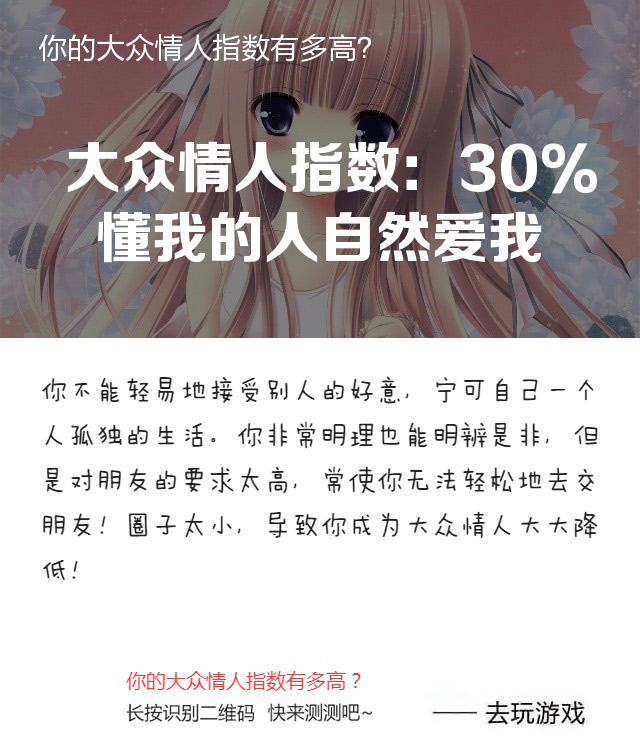 你的大众情人指数有多高？
大众情人指数：30%
懂我的人自然爱我
你不能轻易地接受别人的好意，宁可自己一个
人孤独的生活。你非常明理也能明辨是非，但
是对朋友的要求太高，常使你无法轻松地去交
朋友！圈子太小，导致你成为大众情人大大降
低！
你的大众情人指数有多高？
长按识别二维码 快来测测吧~
—— 去玩游戏